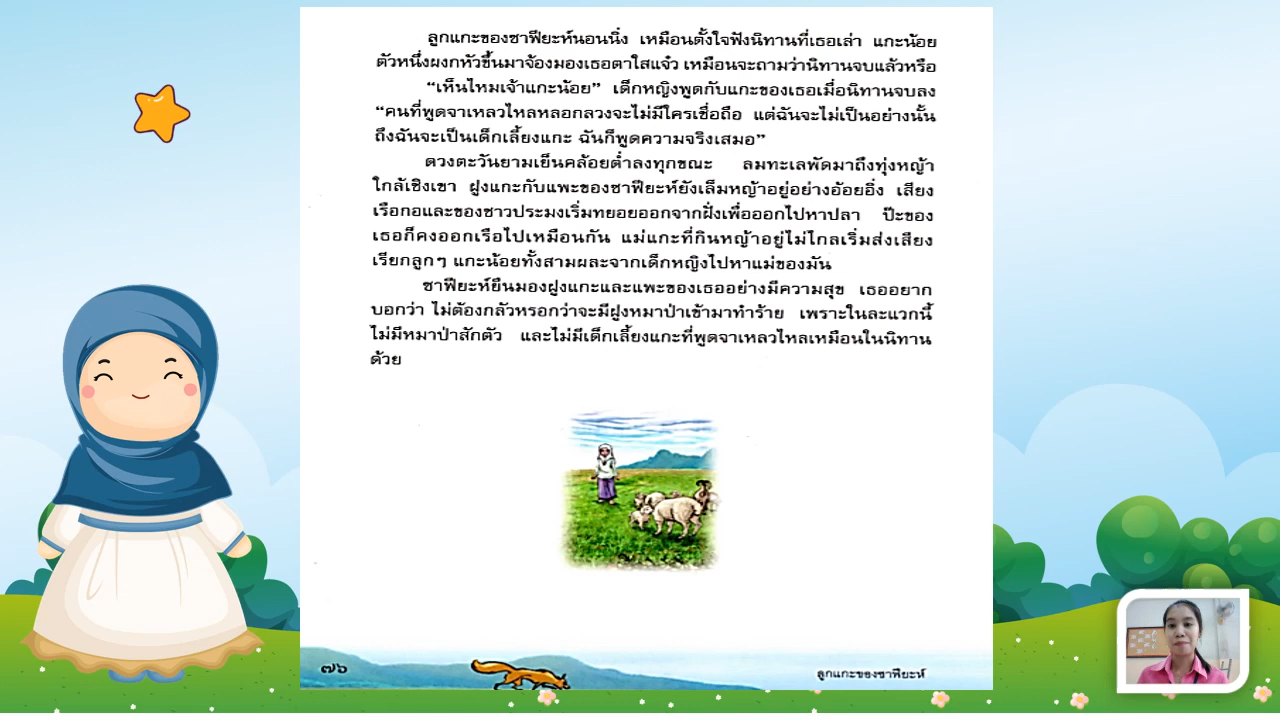 ลูกแกะของซาฟียะห์นอนนิ่ง เหมือนตั้งใจฟังนิทานที่เธอเล่า แกะน้อย
ตัวหนึ่งผงกหัวขึ้นมาจ้องมองเธอตาใสแจ๋ว เหมือนจะถามว่านิทานจบแล้วหรือ
“เห็นไหมเจ้าแกะน้อย” เด็กหญิงพูดกับแกะของเธอเมื่อนิทานจบลง
“คนที่พูดจาเหลวไหลหลอกลวงจะไม่มีใครเชื่อถือ แต่ฉันจะไม่เป็นอย่างนั้น
ถึงฉันจะเป็นเด็กเลี้ยงแกะ ฉันก็พูดความจริงเสมอ”
ดวงตะวันยามเย็นคล้อยต่ำลงทุกขณะ ลมทะเลพัดมาถึงทุ่งหญ้า
ใกล้เชิงเขา ฝูงแกะกับแพะของซาฟียะห์ยังเล็มหญ้าอยู่อย่างอ้อยอิ่ง เสียง
เรือกอและของชาวประมงเริ่มทยอยออกจากฝั่งเพื่อออกไปหาปลา ป๊ะของ
เธอก็คงออกเรือไปเหมือนกัน แม่แกะที่กินหญ้าอยู่ไม่ไกลเริ่มส่งเสียง
เรียกลูกๆ แกะน้อยทั้งสามผละจากเด็กหญิงไปหาแม่ของมัน
ซาฟียะห์ยืนมองฝูงแกะและแพะของเธออย่างมีความสุข เธออยาก
บอกว่า ไม่ต้องกลัวหรอกว่าจะมีฝูงหมาป่าเข้ามาทำร้าย เพราะในละแวกนี้
ไม่มีหมาป่าสักตัว และไม่มีเด็กเลี้ยงแกะที่พูดจาเหลวไหลเหมือนในนิทาน
ด้วย
๗๖
ลูกแกะของซาฟียะห์